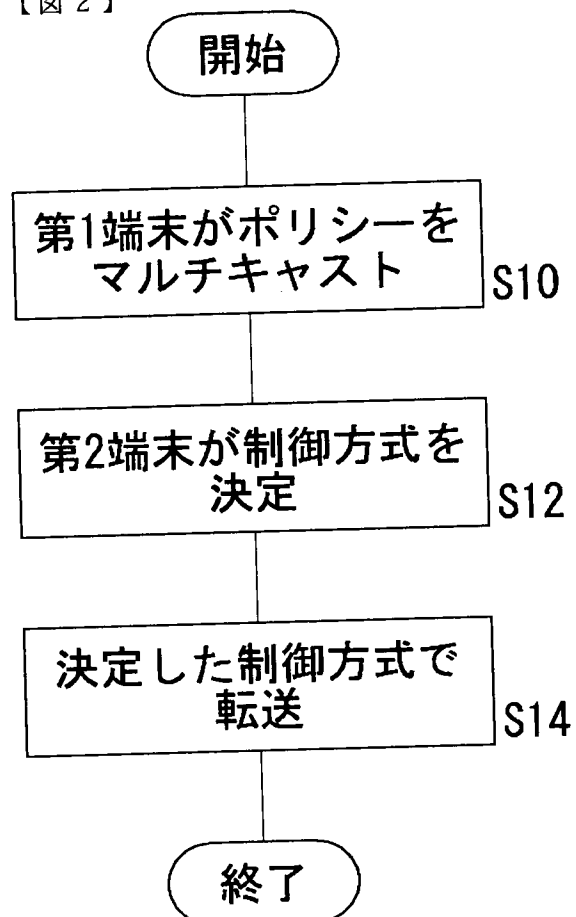 【図2】
開始
第1端末がポリシーを
マルチキャスト
S10
第2端末が制御方式を
決定
S12
決定した制御方式で
転送
S14
終了